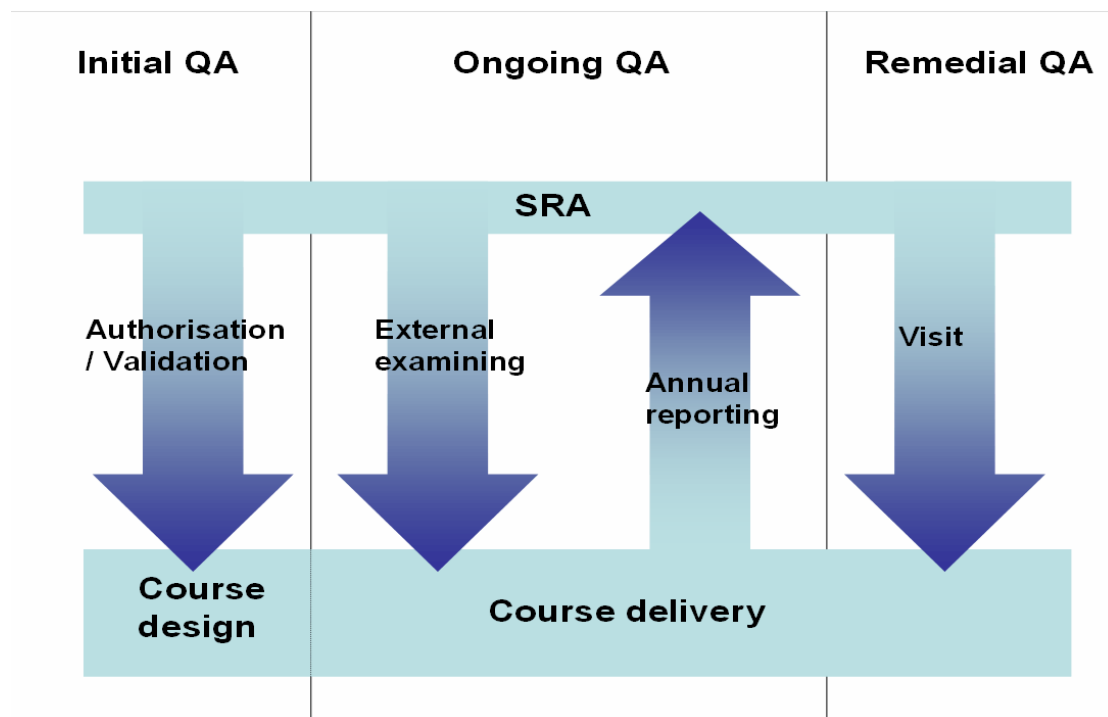 Initial QA
Ongoing QA
Remedial QA
SRA
Authorisation
/ Validation
External
examining
Annual
reporting
Visit
Course
design
Course delivery